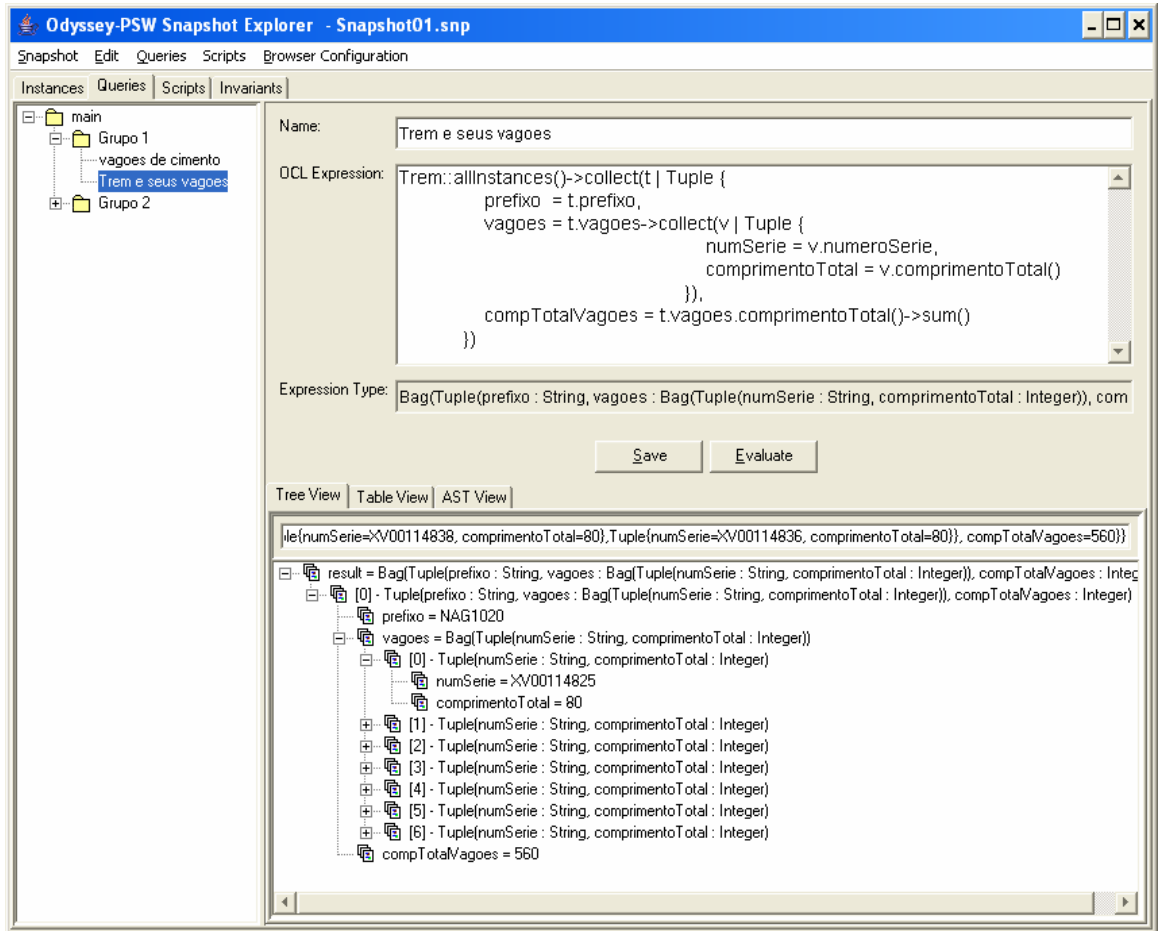 Odyssey-PSW Snapshot Explorer - Snapshot01.snp
Snapshot Edit Queries Scripts Browser Configuration
Instances Queries Scripts Invariants
main
Grupo 1
vagoes de cimento
Trem e seus vagoes
Grupo 2
Name: Trem e seus vagoes
OCL Expression: Trem::allInstances()->collect(t | Tuple {
prefixo = t.prefixo,
vagoes = t.vagoes->collect(v | Tuple {
numSerie = v.numeroSerie,
comprimentoTotal = v.comprimentoTotal()
}),
compTotalVagoes = t.vagoes.comprimentoTotal()->sum()
})
Expression Type: Bag(Tuple(prefixo : String, vagoes : Bag(Tuple(numSerie : String, comprimentoTotal : Integer)), com
Save Evaluate
Tree View Table View AST View
le{numSerie=XV00114838, comprimentoTotal=80},Tuple{numSerie=XV00114836, comprimentoTotal=80}}, compTotalVagoes=560}}
result = Bag(Tuple(prefixo : String, vagoes : Bag(Tuple(numSerie : String, comprimentoTotal : Integer)), compTotalVagoes : Integ
[0] - Tuple(prefixo : String, vagoes : Bag(Tuple(numSerie : String, comprimentoTotal : Integer)), compTotalVagoes : Integer)
prefixo = NAG1020
vagoes = Bag(Tuple(numSerie : String, comprimentoTotal : Integer))
[0] - Tuple(numSerie : String, comprimentoTotal : Integer)
numSerie = XV00114825
comprimentoTotal = 80
[1] - Tuple(numSerie : String, comprimentoTotal : Integer)
[2] - Tuple(numSerie : String, comprimentoTotal : Integer)
[3] - Tuple(numSerie : String, comprimentoTotal : Integer)
[4] - Tuple(numSerie : String, comprimentoTotal : Integer)
[5] - Tuple(numSerie : String, comprimentoTotal : Integer)
[6] - Tuple(numSerie : String, comprimentoTotal : Integer)
compTotalVagoes = 560